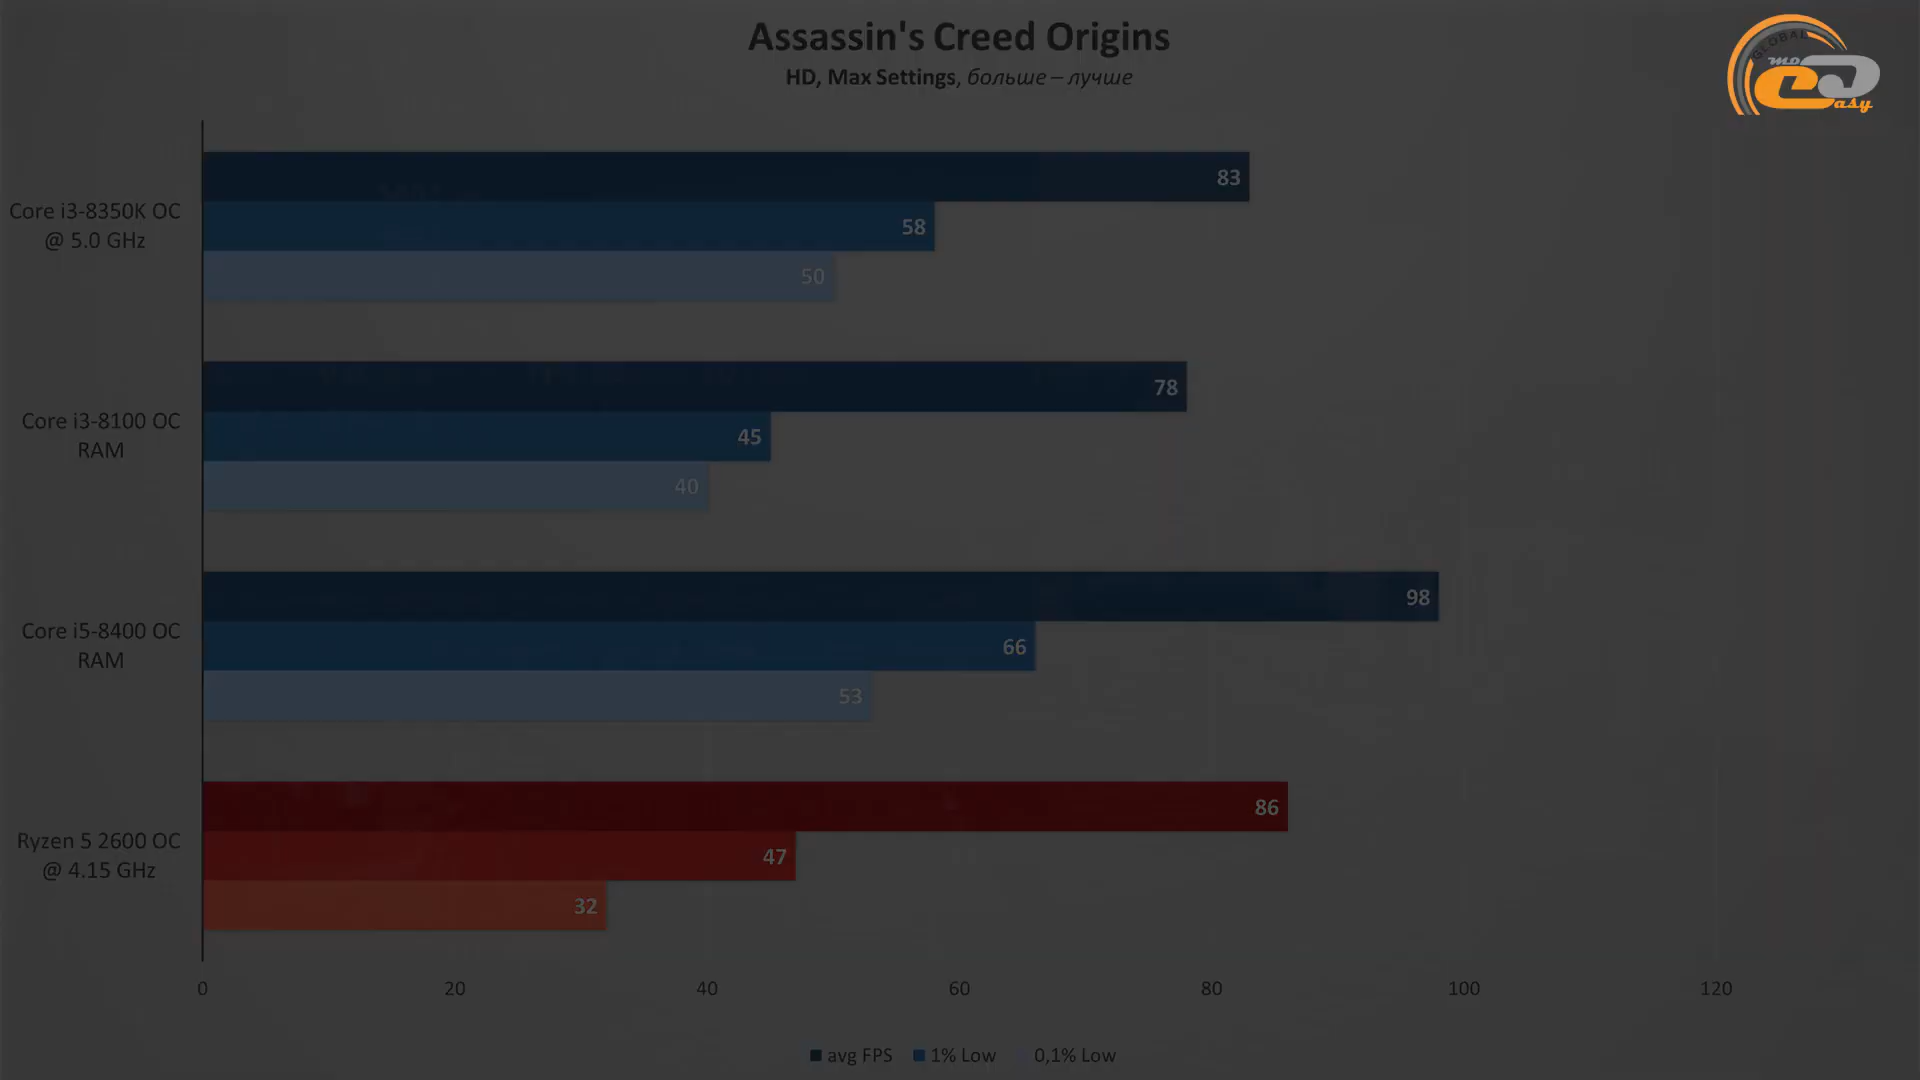 Assassin's Creed Origins
HD, Max Settings, больше – лучше
GLOBAL
mo
easy
Core i3-8350K OC
@ 5.0 GHz
83
58
50
Core i3-8100 OC
RAM
78
45
40
Core i5-8400 OC
RAM
98
66
53
Ryzen 5 2600 OC
@ 4.15 GHz
86
47
32
0 20 40 60 80 100 120
avg FPS 1% Low 0,1% Low